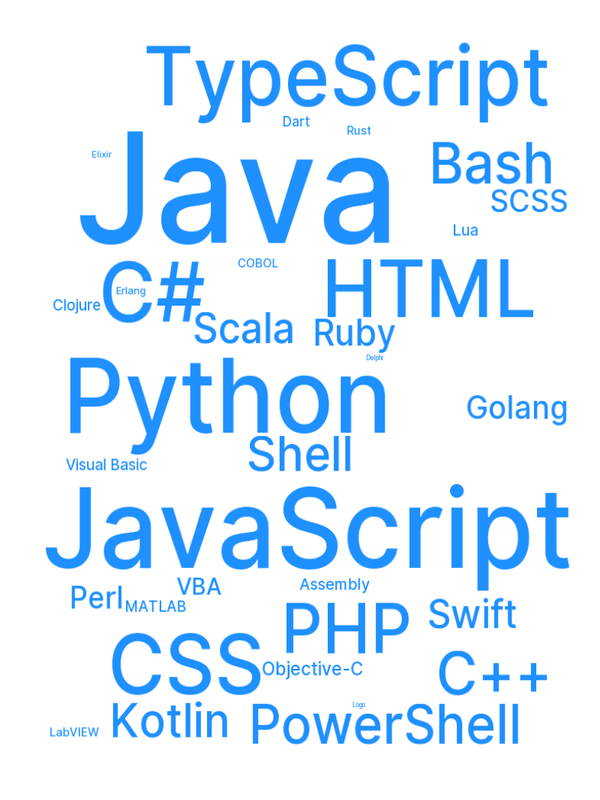 TypeScript
Dart
Rust
Elixir
Java
Bash
SCSS
Lua
COBOL
C#
Erlang
HTML
Clojure
Scala
Ruby
Delphi
Python
Golang
Shell
Visual Basic
JavaScript
VBA
Assembly
Perl
MATLAB
PHP
Swift
CSS
Objective-C
C++
Logo
Kotlin
PowerShell
LabVIEW